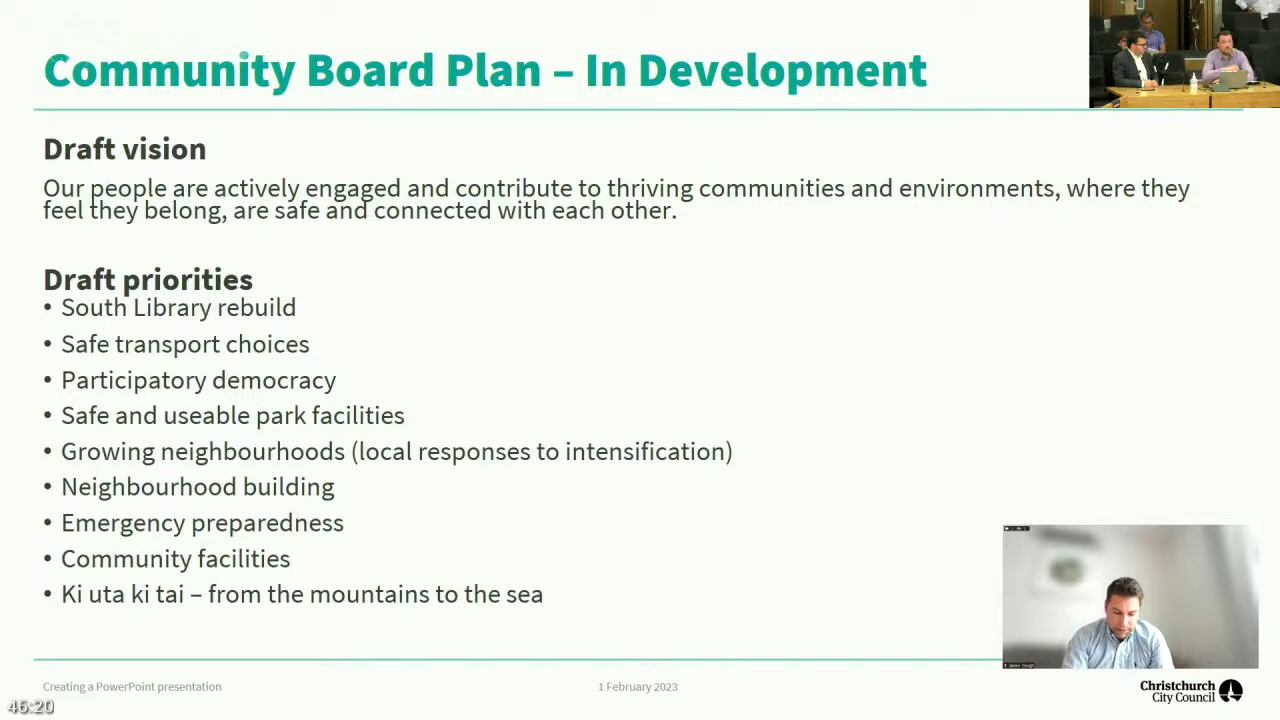 Community Board Plan – In Development
Draft vision
Our people are actively engaged and contribute to thriving communities and environments, where they
feel they belong, are safe and connected with each other.
Draft priorities
• South Library rebuild
• Safe transport choices
• Participatory democracy
• Safe and useable park facilities
• Growing neighbourhoods (local responses to intensification)
• Neighbourhood building
• Emergency preparedness
• Community facilities
• Ki uta ki tai – from the mountains to the sea
James Gough
Creating a PowerPoint presentation
1 February 2023
Christchurch
City Council
46:20